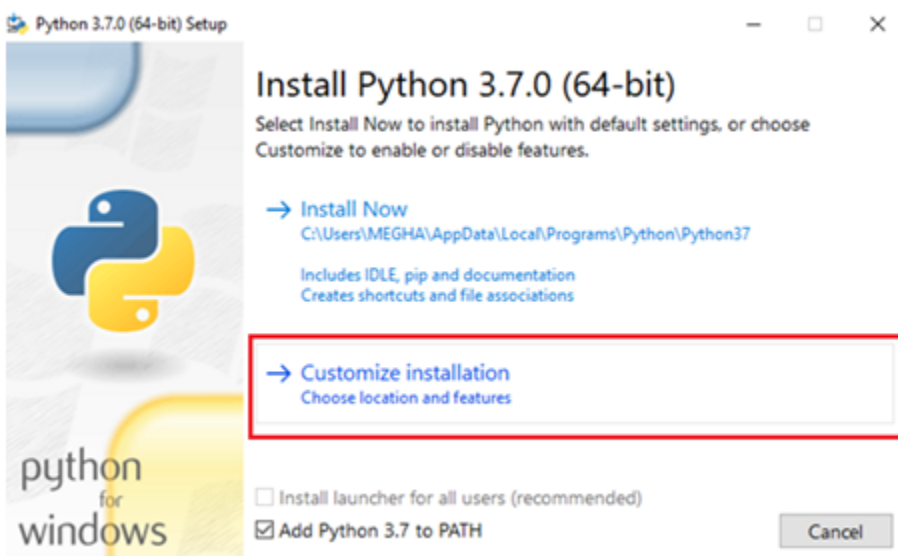 Python 3.7.0 (64-bit) Setup
Install Python 3.7.0 (64-bit)
Select Install Now to install Python with default settings, or choose
Customize to enable or disable features.
Install Now
C:\Users\MEGHA\AppData\Local\Programs\Python\Python37
Includes IDLE, pip and documentation
Creates shortcuts and file associations
Customize installation
Choose location and features
python
for
windows
Install launcher for all users (recommended)
Add Python 3.7 to PATH
Cancel